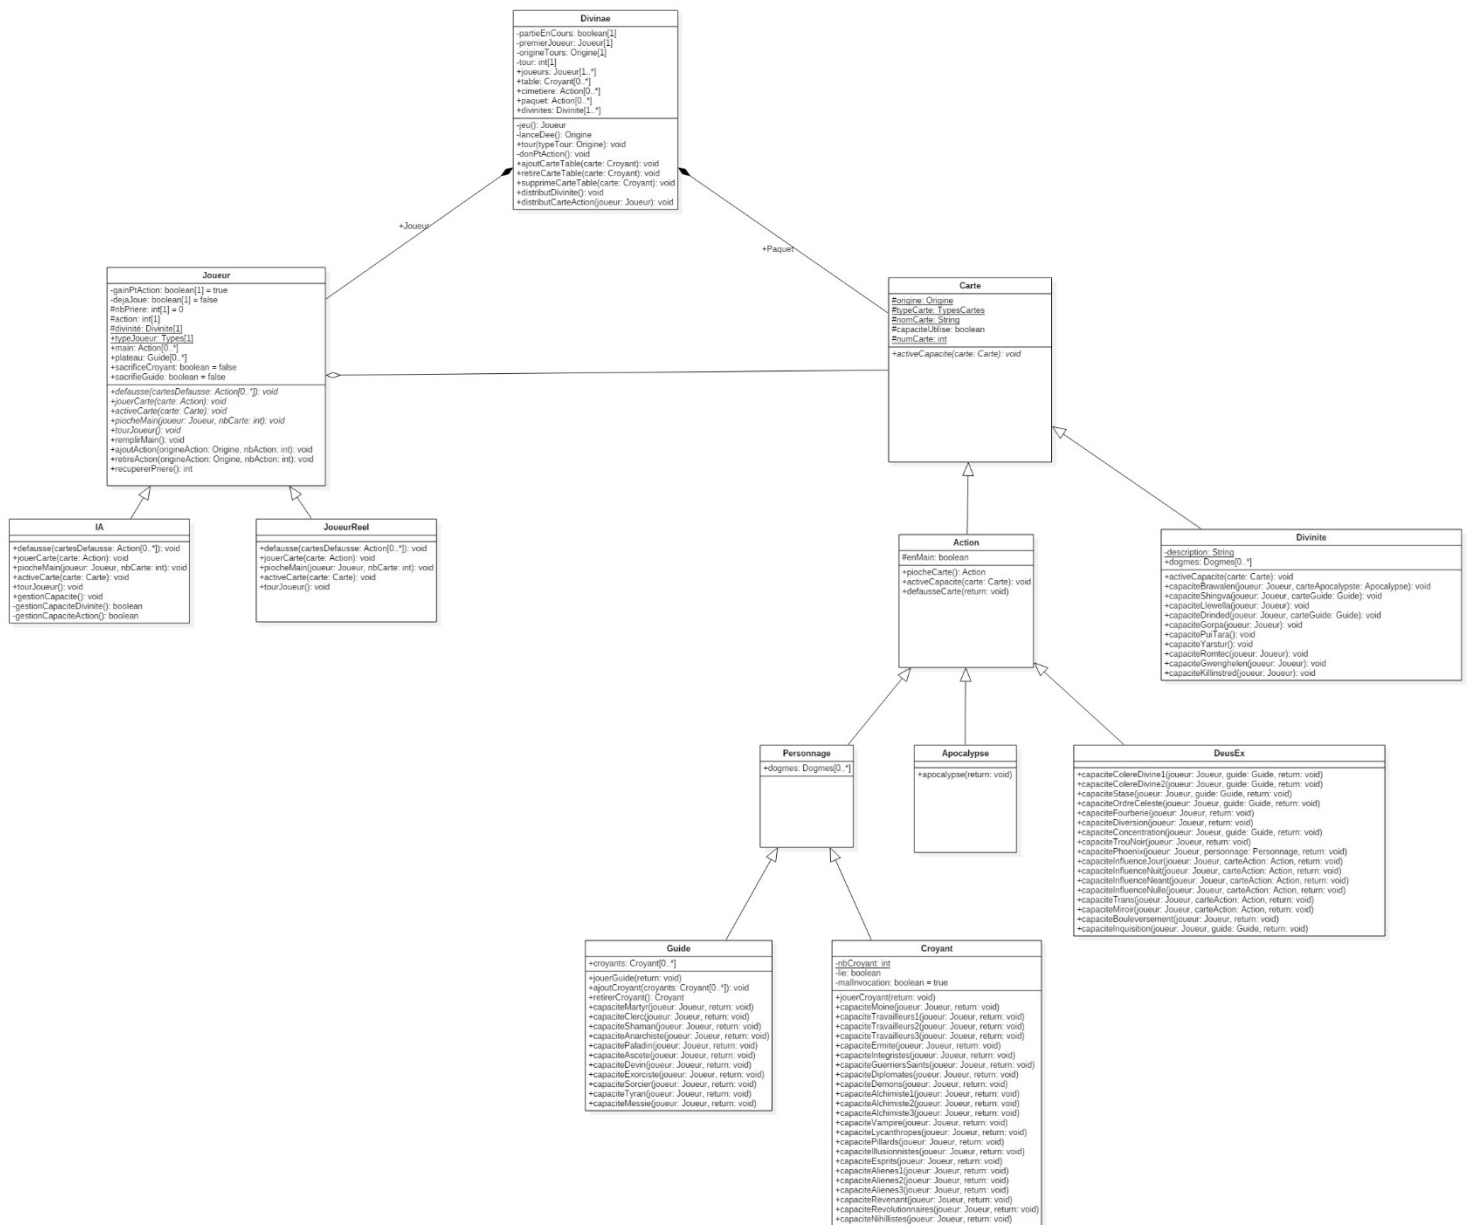 Divinae
-partieEnCours: boolean[1]
-premierJoueur: Joueur[1]
-origineTours: Origine[1]
-tour: int[1]
+joueurs: Joueur[1..*]
+table: Croyant[0..*]
+cimetiere: Action[0..*]
+paquet: Action[0..*]
+divinites: Divinite[1..*]
-jeu(): Joueur
-lanceDee(): Origine
+tour(typeTour: Origine): void
-donPtAction(): void
+ajoutCarteTable(carte: Croyant): void
+retireCarteTable(carte: Croyant): void
+supprimeCarteTable(carte: Croyant): void
+distributDivinite(): void
+distributCarteAction(joueur: Joueur): void
+Joueur
+Paquet
Joueur
-gainPtAction: boolean[1] = true
-dejaJoue: boolean[1] = false
#nbPriere: int[1] = 0
#action: int[1]
#divinité: Divinite[1]
+typeJoueur: Types[1]
+main: Action[0..*]
+plateau: Guide[0..*]
+sacrificeCroyant: boolean = false
+sacrifieGuide: boolean = false
+defausse(cartesDefausse: Action[0..*]): void
+jouerCarte(carte: Action): void
+activeCarte(carte: Carte): void
+piocheMain(joueur: Joueur, nbCarte: int): void
+tourJoueur(): void
+remplirMain(): void
+ajoutAction(origineAction: Origine, nbAction: int): void
+retireAction(origineAction: Origine, nbAction: int): void
+recupererPriere(): int
Carte
#origine: Origine
#typeCarte: TypesCartes
#nomCarte: String
#capaciteUtilise: boolean
#numCarte: int
+activeCapacite(carte: Carte): void
IA
+defausse(cartesDefausse: Action[0..*]): void
+jouerCarte(carte: Action): void
+piocheMain(joueur: Joueur, nbCarte: int): void
+activeCarte(carte: Carte): void
+tourJoueur(): void
+gestionCapacite(): void
-gestionCapaciteDivinite(): boolean
-gestionCapaciteAction(): boolean
JoueurReel
+defausse(cartesDefausse: Action[0..*]): void
+jouerCarte(carte: Action): void
+piocheMain(joueur: Joueur, nbCarte: int): void
+activeCarte(carte: Carte): void
+tourJoueur(): void
Action
#enMain: boolean
+piocheCarte(): Action
+activeCapacite(carte: Carte): void
+defausseCarte(return: void)
Divinite
-description: String
+dogmes: Dogmes[0..*]
+activeCapacite(carte: Carte): void
+capaciteBrawalen(joueur: Joueur, carteApocalypste: Apocalypse): void
+capaciteShingva(joueur: Joueur, carteGuide: Guide): void
+capaciteLlewella(joueur: Joueur): void
+capaciteDrinded(joueur: Joueur, carteGuide: Guide): void
+capaciteGorpa(joueur: Joueur): void
+capacitePuiTara(): void
+capaciteYarstur(): void
+capaciteRomtec(joueur: Joueur): void
+capaciteGwenghelen(joueur: Joueur): void
+capaciteKillinstred(joueur: Joueur): void
Personnage
+dogmes: Dogmes[0..*]
Apocalypse
+apocalypse(return: void)
DeusEx
+capaciteColereDivine1(joueur: Joueur, guide: Guide, return: void)
+capaciteColereDivine2(joueur: Joueur, guide: Guide, return: void)
+capaciteStase(joueur: Joueur, guide: Guide, return: void)
+capaciteOrdreCeleste(joueur: Joueur, guide: Guide, return: void)
+capaciteFourberie(joueur: Joueur, return: void)
+capaciteDiversion(joueur: Joueur, return: void)
+capaciteConcentration(joueur: Joueur, guide: Guide, return: void)
+capaciteTrouNoir(joueur: Joueur, return: void)
+capacitePhoenix(joueur: Joueur, personnage: Personnage, return: void)
+capaciteInfluenceJour(joueur: Joueur, carteAction: Action, return: void)
+capaciteInfluenceNuit(joueur: Joueur, carteAction: Action, return: void)
+capaciteInfluenceNeant(joueur: Joueur, carteAction: Action, return: void)
+capaciteInfluenceNulle(joueur: Joueur, carteAction: Action, return: void)
+capaciteTrans(joueur: Joueur, carteAction: Action, return: void)
+capaciteMiroir(joueur: Joueur, carteAction: Action, return: void)
+capaciteBouleversement(joueur: Joueur, return: void)
+capaciteInquisition(joueur: Joueur, guide: Guide, return: void)
Guide
+croyants: Croyant[0..*]
+jouerGuide(return: void)
+ajoutCroyant(croyants: Croyant[0..*]): void
+retirerCroyant(): Croyant
+capaciteMartyr(joueur: Joueur, return: void)
+capaciteClerc(joueur: Joueur, return: void)
+capaciteShaman(joueur: Joueur, return: void)
+capaciteAnarchiste(joueur: Joueur, return: void)
+capacitePaladin(joueur: Joueur, return: void)
+capaciteAscete(joueur: Joueur, return: void)
+capaciteDevin(joueur: Joueur, return: void)
+capaciteExorciste(joueur: Joueur, return: void)
+capaciteSorcier(joueur: Joueur, return: void)
+capaciteTyran(joueur: Joueur, return: void)
+capaciteMessie(joueur: Joueur, return: void)
Croyant
-nbCroyant: int
-lie: boolean
-malInvocation: boolean = true
+jouerCroyant(return: void)
+capaciteMoine(joueur: Joueur, return: void)
+capaciteTravailleurs1(joueur: Joueur, return: void)
+capaciteTravailleurs2(joueur: Joueur, return: void)
+capaciteTravailleurs3(joueur: Joueur, return: void)
+capaciteErmite(joueur: Joueur, return: void)
+capaciteIntegristes(joueur: Joueur, return: void)
+capaciteGuerriersSaints(joueur: Joueur, return: void)
+capaciteDiplomates(joueur: Joueur, return: void)
+capaciteDemons(joueur: Joueur, return: void)
+capaciteAlchimiste1(joueur: Joueur, return: void)
+capaciteAlchimiste2(joueur: Joueur, return: void)
+capaciteAlchimiste3(joueur: Joueur, return: void)
+capaciteVampire(joueur: Joueur, return: void)
+capaciteLycanthropes(joueur: Joueur, return: void)
+capacitePillards(joueur: Joueur, return: void)
+capaciteIllusionnistes(joueur: Joueur, return: void)
+capaciteEsprits(joueur: Joueur, return: void)
+capaciteAlienes1(joueur: Joueur, return: void)
+capaciteAlienes2(joueur: Joueur, return: void)
+capaciteAlienes3(joueur: Joueur, return: void)
+capaciteRevenant(joueur: Joueur, return: void)
+capaciteRevolutionnaires(joueur: Joueur, return: void)
+capaciteNihillistes(joueur: Joueur, return: void)